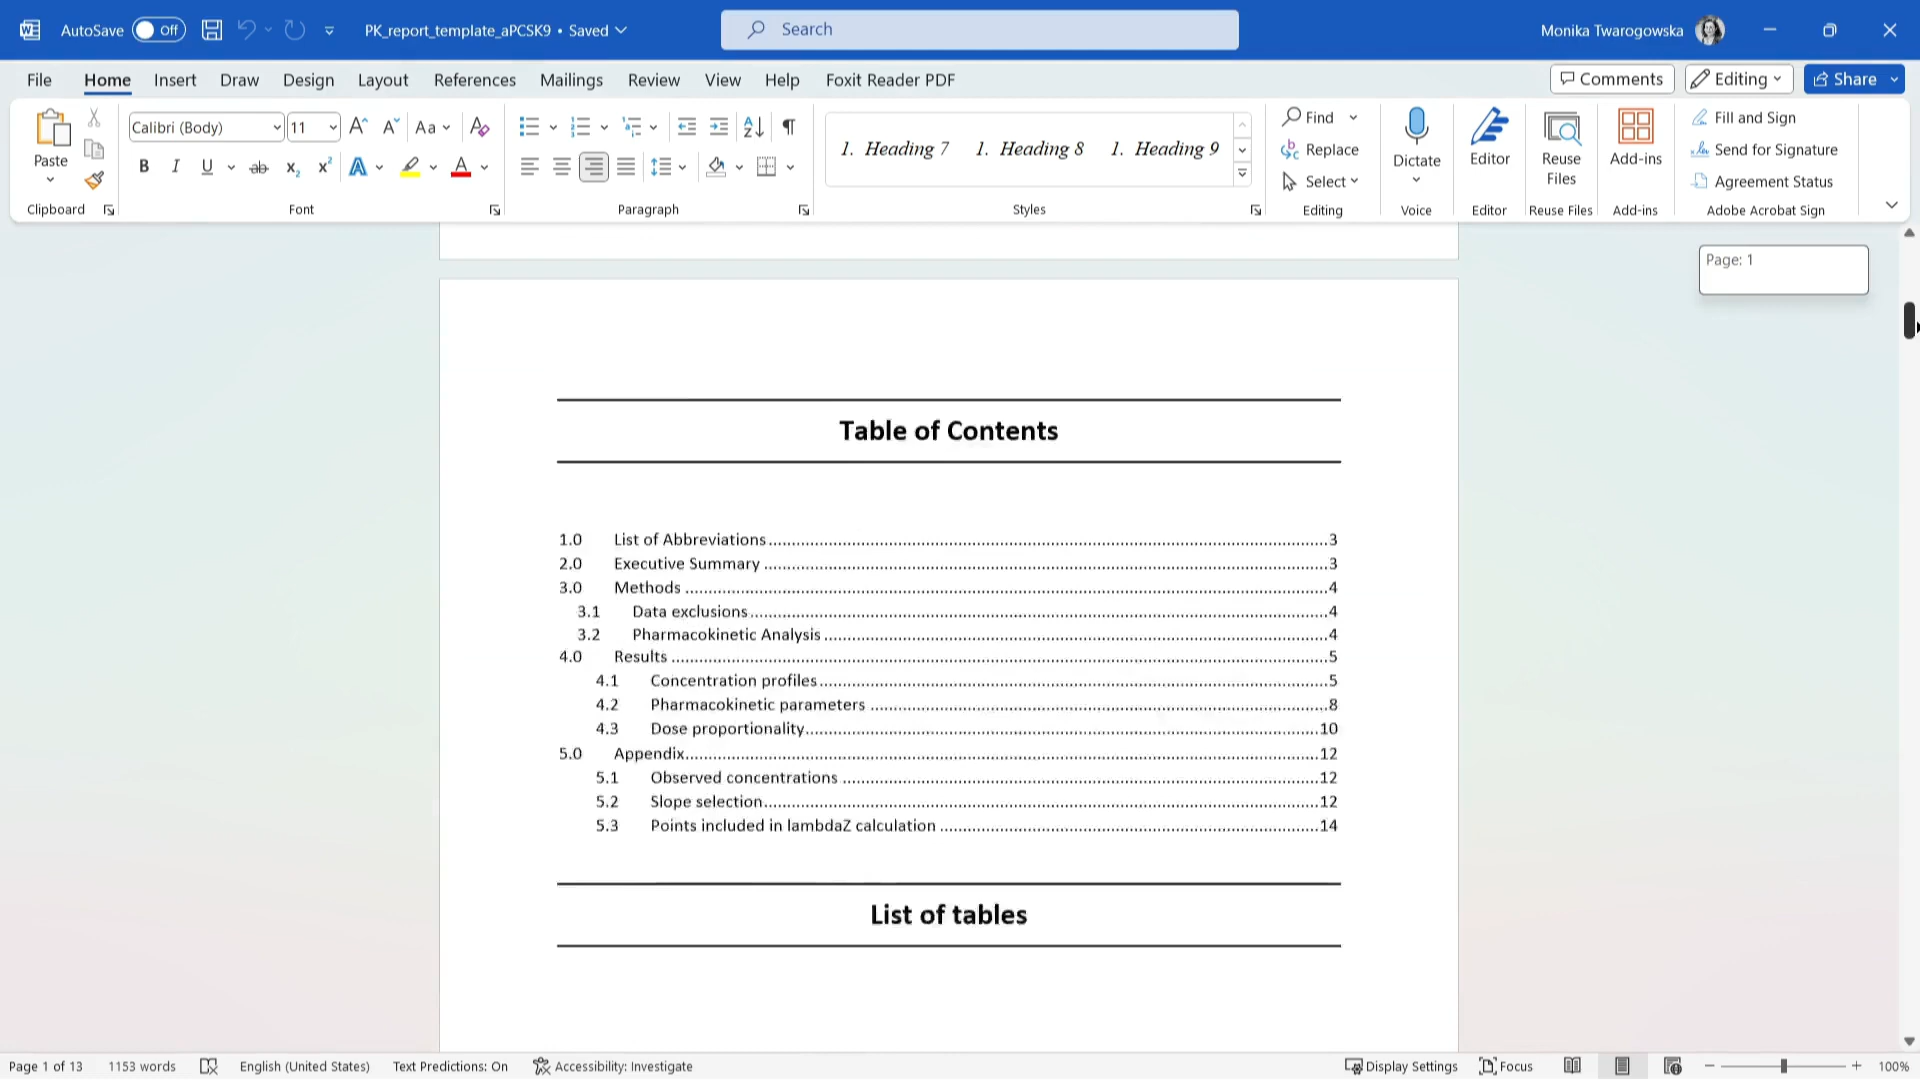 AutoSave Off PK_report_template_aPCSK9 • Saved Search Monika Twarogowska
File Home Insert Draw Design Layout References Mailings Review View Help Foxit Reader PDF Comments Editing Share
Paste
Clipboard
Calibri (Body) 11 Aa
B I U ab x₂ x² A A
Font
Paragraph
1. Heading 7 1. Heading 8 1. Heading 9
Styles
Find
Replace
Select
Editing
Dictate
Voice
Editor
Editor
Reuse
Files
Reuse Files
Add-ins
Add-ins
Fill and Sign
Send for Signature
Agreement Status
Adobe Acrobat Sign
Page: 1
Table of Contents
1.0 List of Abbreviations 3
2.0 Executive Summary 3
3.0 Methods 4
3.1 Data exclusions 4
3.2 Pharmacokinetic Analysis 4
4.0 Results 5
4.1 Concentration profiles 5
4.2 Pharmacokinetic parameters 8
4.3 Dose proportionality 10
5.0 Appendix 12
5.1 Observed concentrations 12
5.2 Slope selection 12
5.3 Points included in lambdaZ calculation 14
List of tables
Page 1 of 13 1153 words English (United States) Text Predictions: On Accessibility: Investigate Display Settings Focus 100%